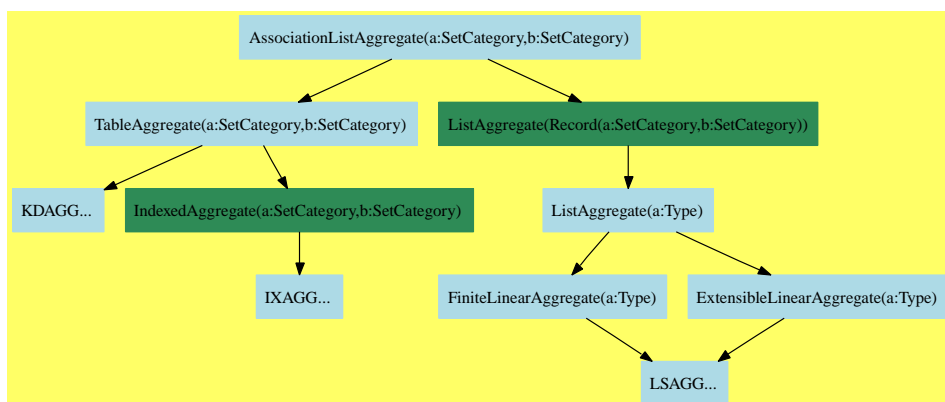 AssociationListAggregate(a:SetCategory,b:SetCategory)
TableAggregate(a:SetCategory,b:SetCategory)
ListAggregate(Record(a:SetCategory,b:SetCategory))
KDAGG...
IndexedAggregate(a:SetCategory,b:SetCategory)
ListAggregate(a:Type)
IXAGG...
FiniteLinearAggregate(a:Type)
ExtensibleLinearAggregate(a:Type)
LSAGG...